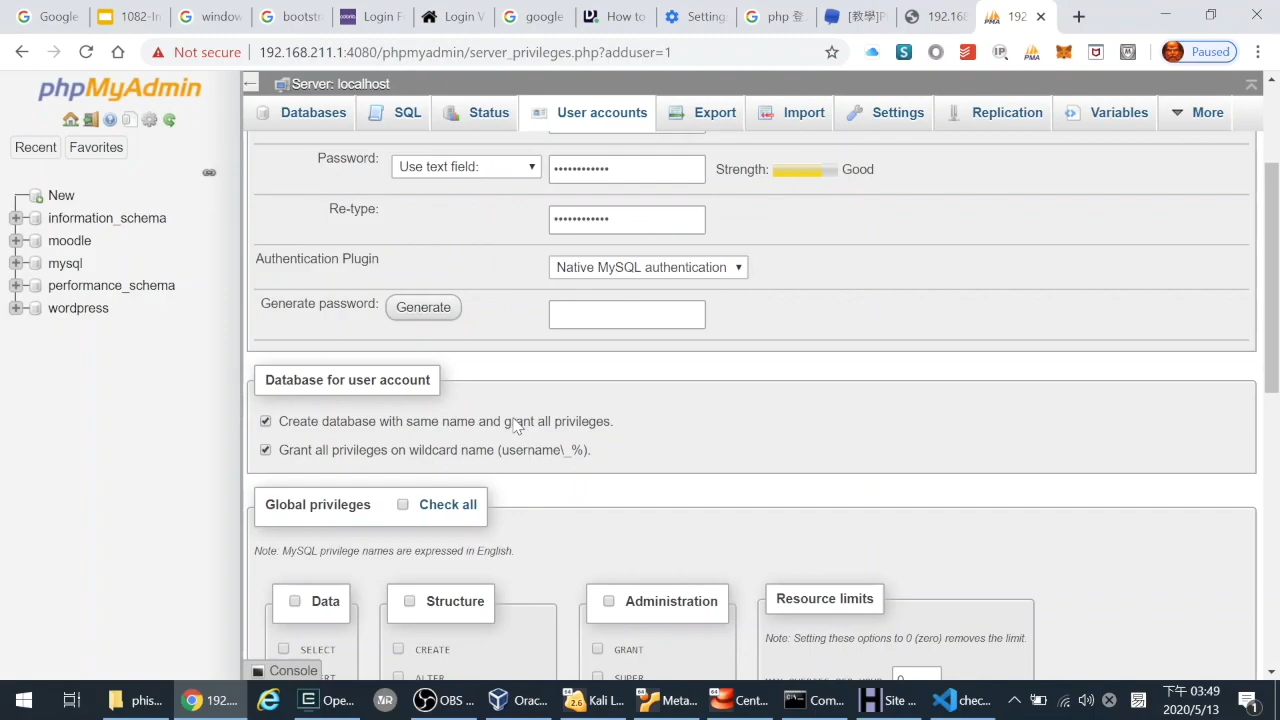 Google
1082-In
window
bootstr
Login F
Login V
google
How to
Setting
php 登
[教學]P
192.168
192
Not secure
192.168.211.1:4080/phpmyadmin/server_privileges.php?adduser=1
Paused
phpMyAdmin
Recent
Favorites
New
information_schema
moodle
mysql
performance_schema
wordpress
Server: localhost
Databases
SQL
Status
User accounts
Export
Import
Settings
Replication
Variables
More
Password:
Use text field:
••••••••••••
Strength:
Good
Re-type:
••••••••••••
Authentication Plugin
Native MySQL authentication
Generate password:
Generate
Database for user account
Create database with same name and grant all privileges.
Grant all privileges on wildcard name (username\_%).
Global privileges
Check all
Note: MySQL privilege names are expressed in English.
Data
Structure
Administration
Resource limits
Note: Setting these options to 0 (zero) removes the limit.
SELECT
CREATE
GRANT
ALTER
SUPER
0
Console
phis...
192....
Ope...
OBS ...
Orac...
Kali L...
Meta...
Cent...
Com...
Site ...
chec...
下午 03:49
2020/5/13